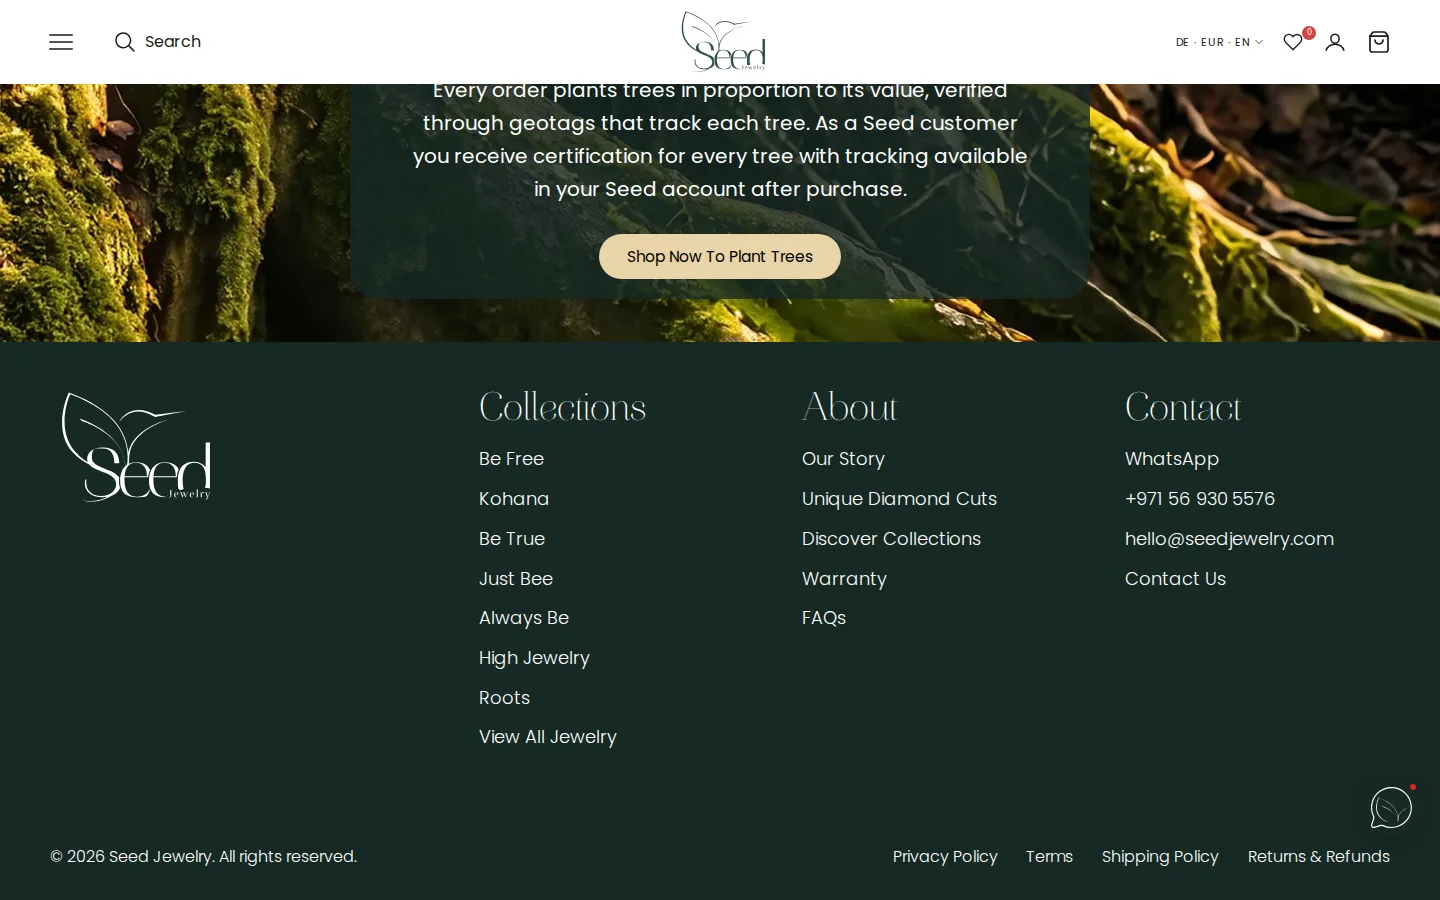 Search
Seed
Jewelry
DE · EUR · EN
0
Every order plants trees in proportion to its value, verified
through geotags that track each tree. As a Seed customer
you receive certification for every tree with tracking available
in your Seed account after purchase.
Shop Now To Plant Trees
Seed
Jewelry
Collections
Be Free
Kohana
Be True
Just Bee
Always Be
High Jewelry
Roots
View All Jewelry
About
Our Story
Unique Diamond Cuts
Discover Collections
Warranty
FAQs
Contact
WhatsApp
+971 56 930 5576
hello@seedjewelry.com
Contact Us
© 2026 Seed Jewelry. All rights reserved.
Privacy Policy
Terms
Shipping Policy
Returns & Refunds